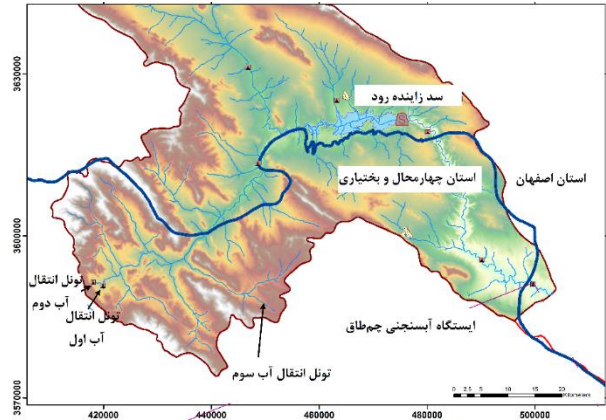 3630000
3600000
3570000
سد زاینده رود
استان اصفهان
استان چهارمحال و بختیاری
تونل انتقال
آب دوم
تونل انتقال
آب اول
ایستگاه آبسنجی چم‌طاق
تونل انتقال آب سوم
0 2.5 5 10 15 20
Kilometers
420000 440000 460000 480000 500000